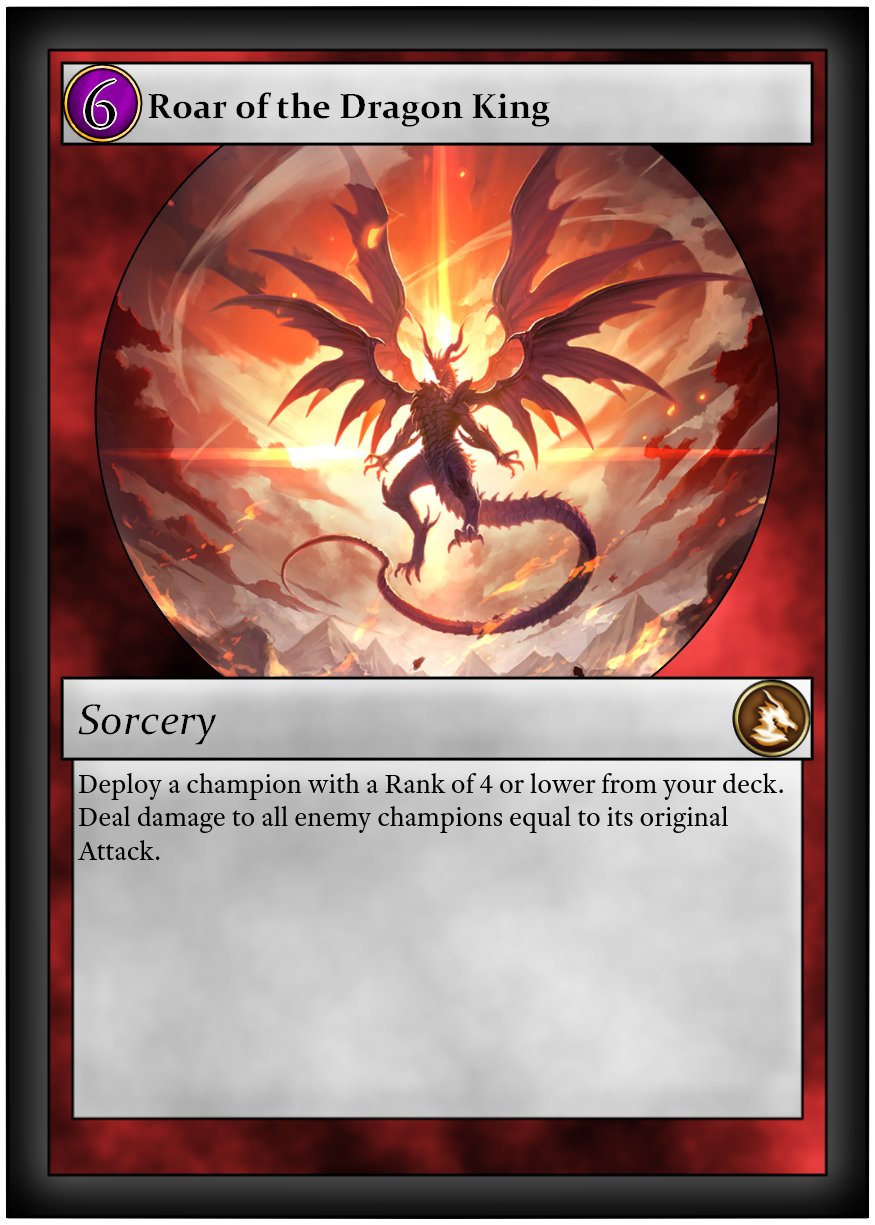 6 Roar of the Dragon King
Sorcery
Deploy a champion with a Rank of 4 or lower from your deck.
Deal damage to all enemy champions equal to its original
Attack.